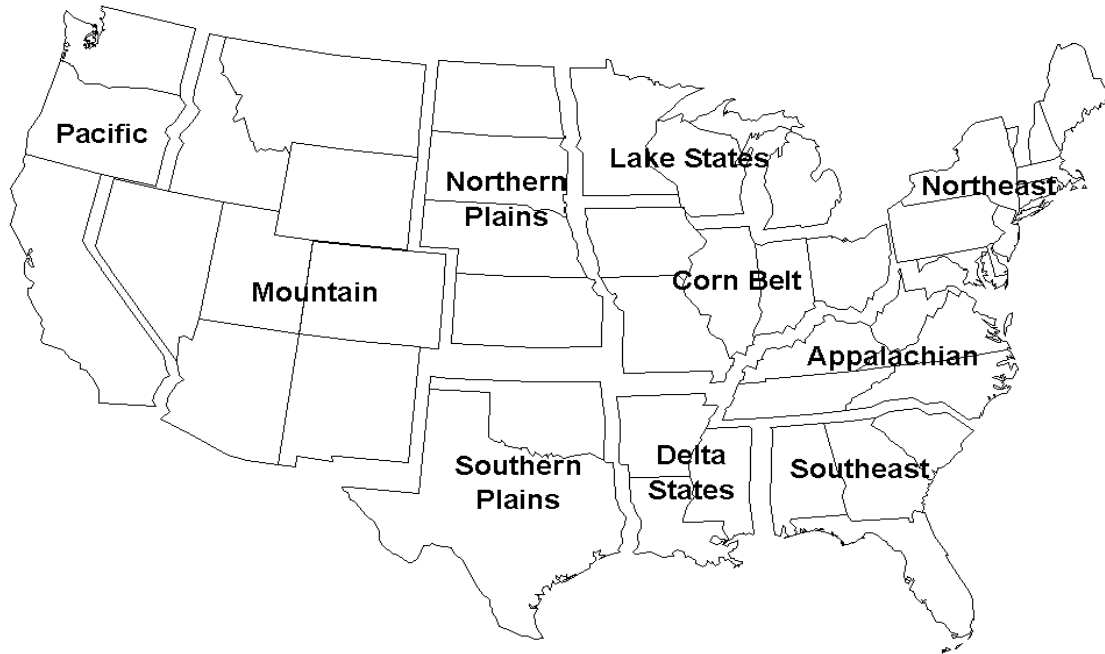 Pacific
Lake States
Northern
Plains
Northeast
Mountain
Corn Belt
Appalachian
Southern
Plains
Delta
States
Southeast